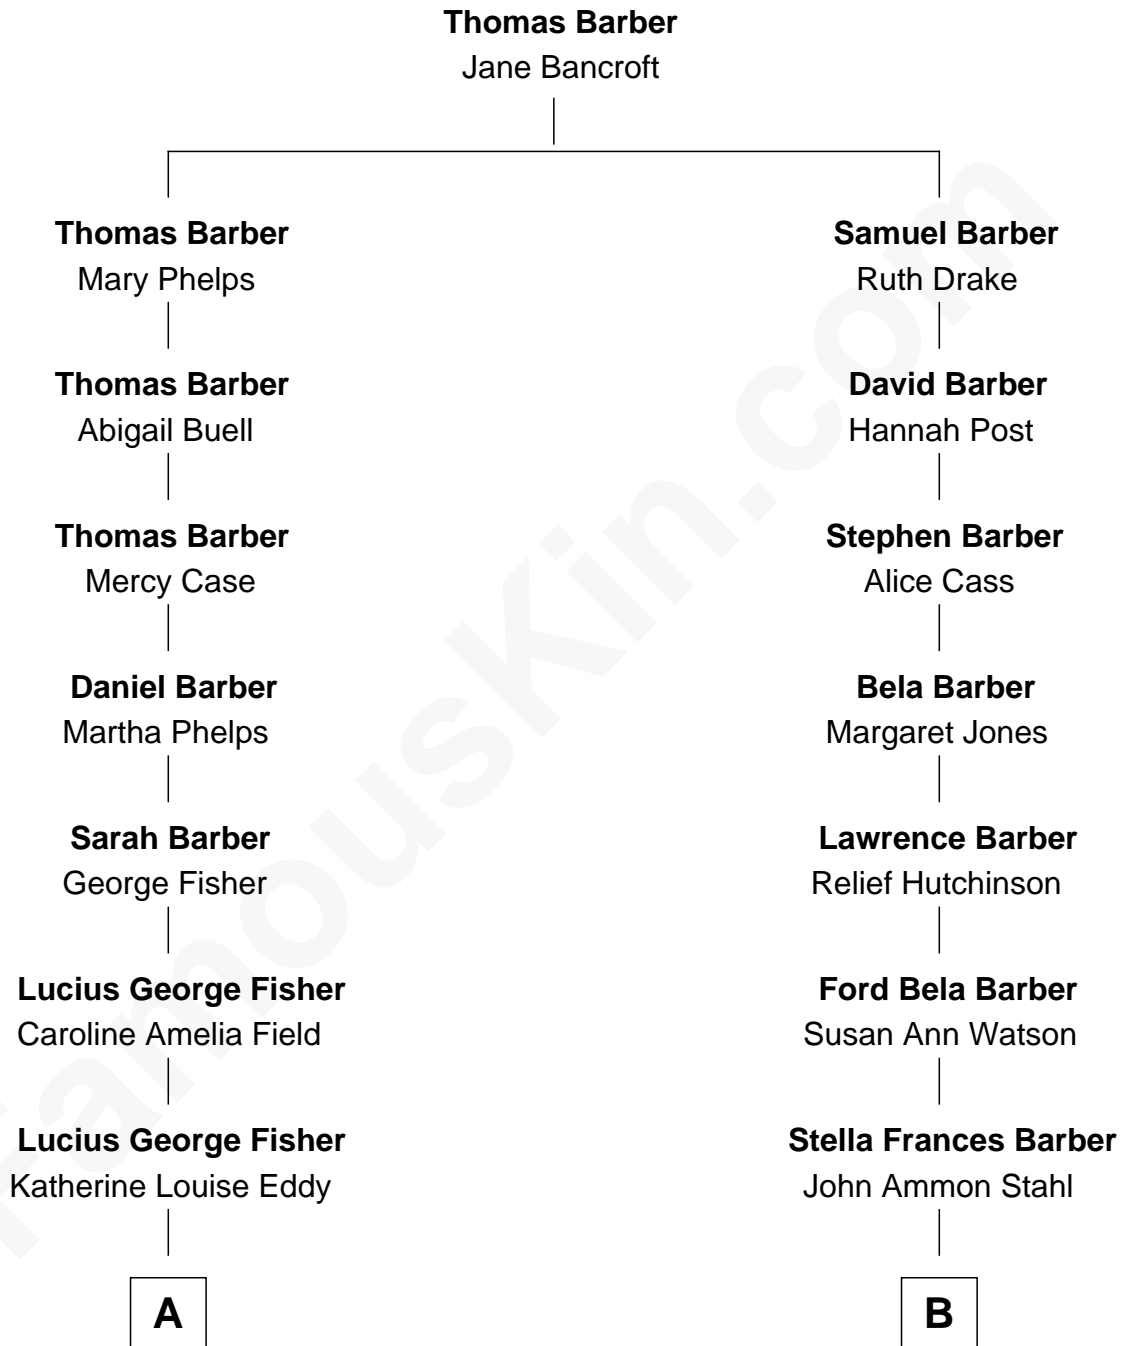 Thomas Barber
Jane Bancroft
Thomas Barber
Mary Phelps
Samuel Barber
Ruth Drake
Thomas Barber
Abigail Buell
David Barber
Hannah Post
Thomas Barber
Mercy Case
Stephen Barber
Alice Cass
Daniel Barber
Martha Phelps
Bela Barber
Margaret Jones
Sarah Barber
George Fisher
Lawrence Barber
Relief Hutchinson
Lucius George Fisher
Caroline Amelia Field
Ford Bela Barber
Susan Ann Watson
Lucius George Fisher
Katherine Louise Eddy
Stella Frances Barber
John Ammon Stahl
A
B
FamousKin.com